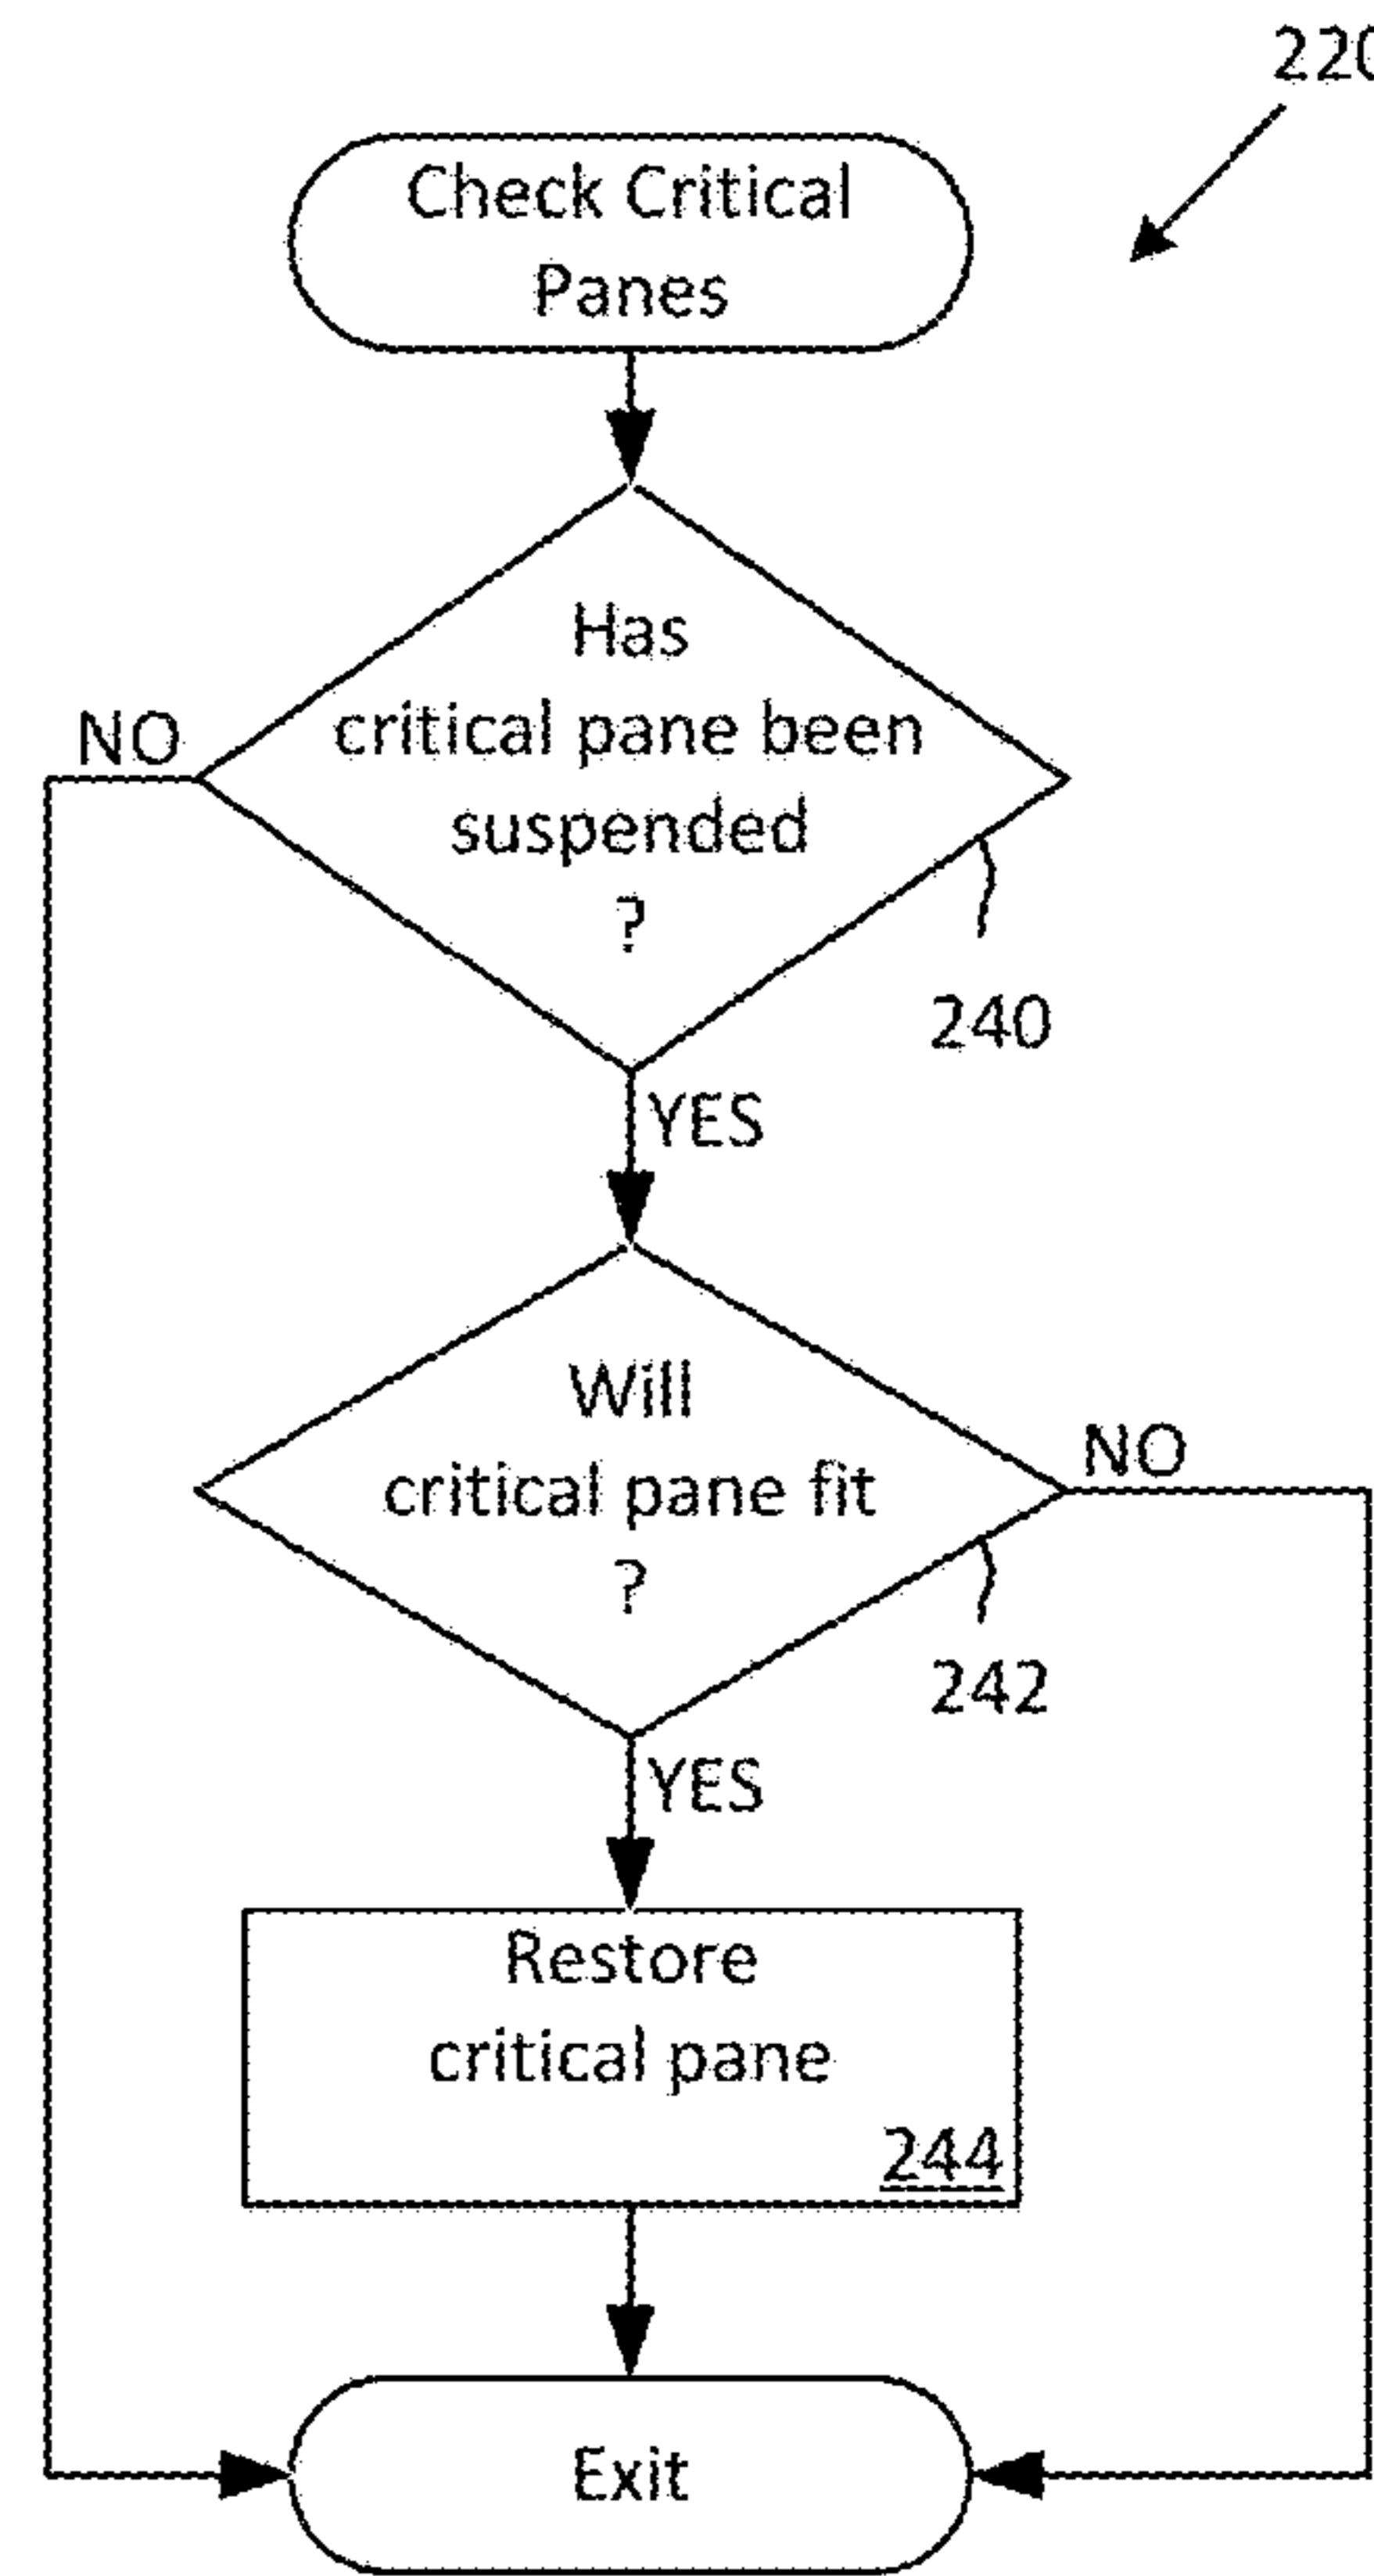 220
Check Critical
Panes
Has
critical pane been
suspended
?
NO
240
YES
Will
critical pane fit
?
NO
242
YES
Restore
critical pane
244
Exit